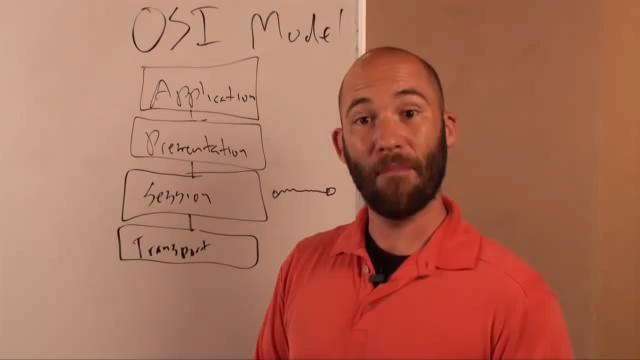 OSI Model
Application
Presentation
Session
Transport